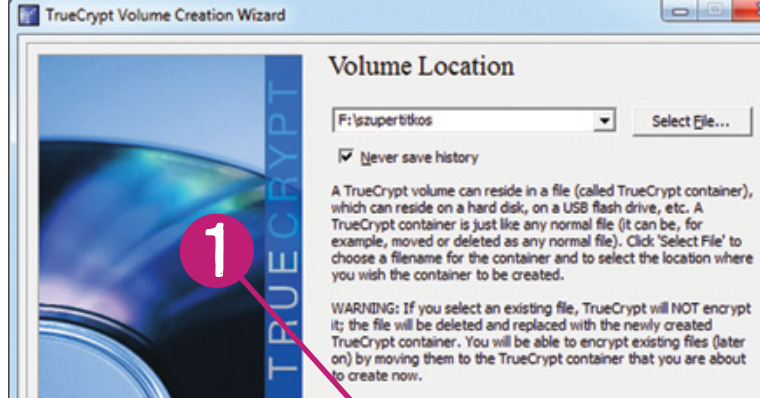 TrueCrypt Volume Creation Wizard
Volume Location
F:\szupertitkos
Select File...
Never save history
A TrueCrypt volume can reside in a file (called TrueCrypt container),
which can reside on a hard disk, on a USB flash drive, etc. A
TrueCrypt container is just like any normal file (it can be, for
example, moved or deleted as any normal file). Click 'Select File' to
choose a filename for the container and to select the location where
you wish the container to be created.
WARNING: If you select an existing file, TrueCrypt will NOT encrypt
it; the file will be deleted and replaced with the newly created
TrueCrypt container. You will be able to encrypt existing files (later
on) by moving them to the TrueCrypt container that you are about
to create now.
TRUECRYPT
1